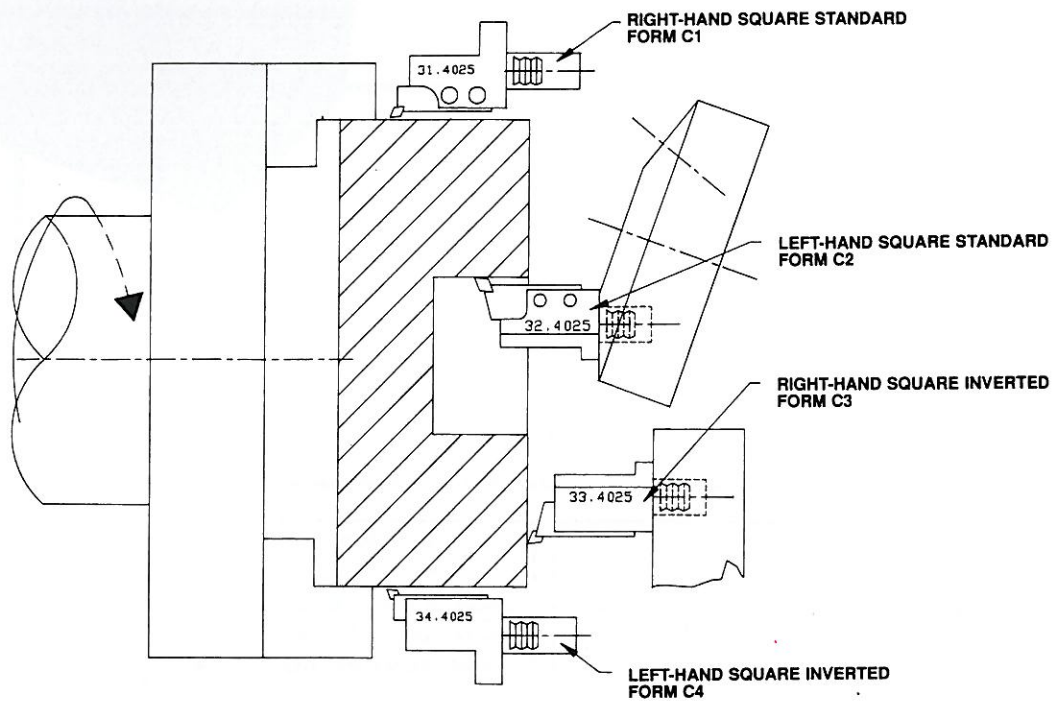 RIGHT-HAND SQUARE STANDARD
FORM C1
31.4025
LEFT-HAND SQUARE STANDARD
FORM C2
32.4025
RIGHT-HAND SQUARE INVERTED
FORM C3
33.4025
34.4025
LEFT-HAND SQUARE INVERTED
FORM C4